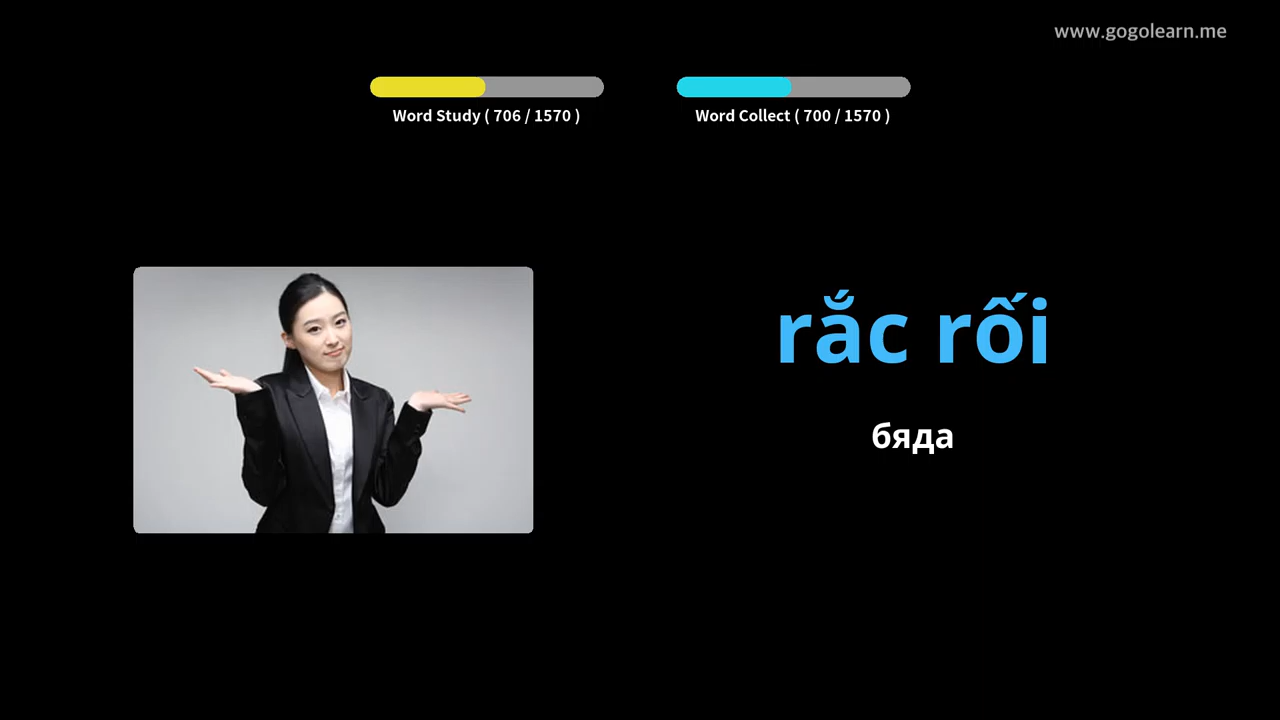 www.gogolearn.me
Word Study ( 706 / 1570 )
Word Collect ( 700 / 1570 )
rắc rối
бяда